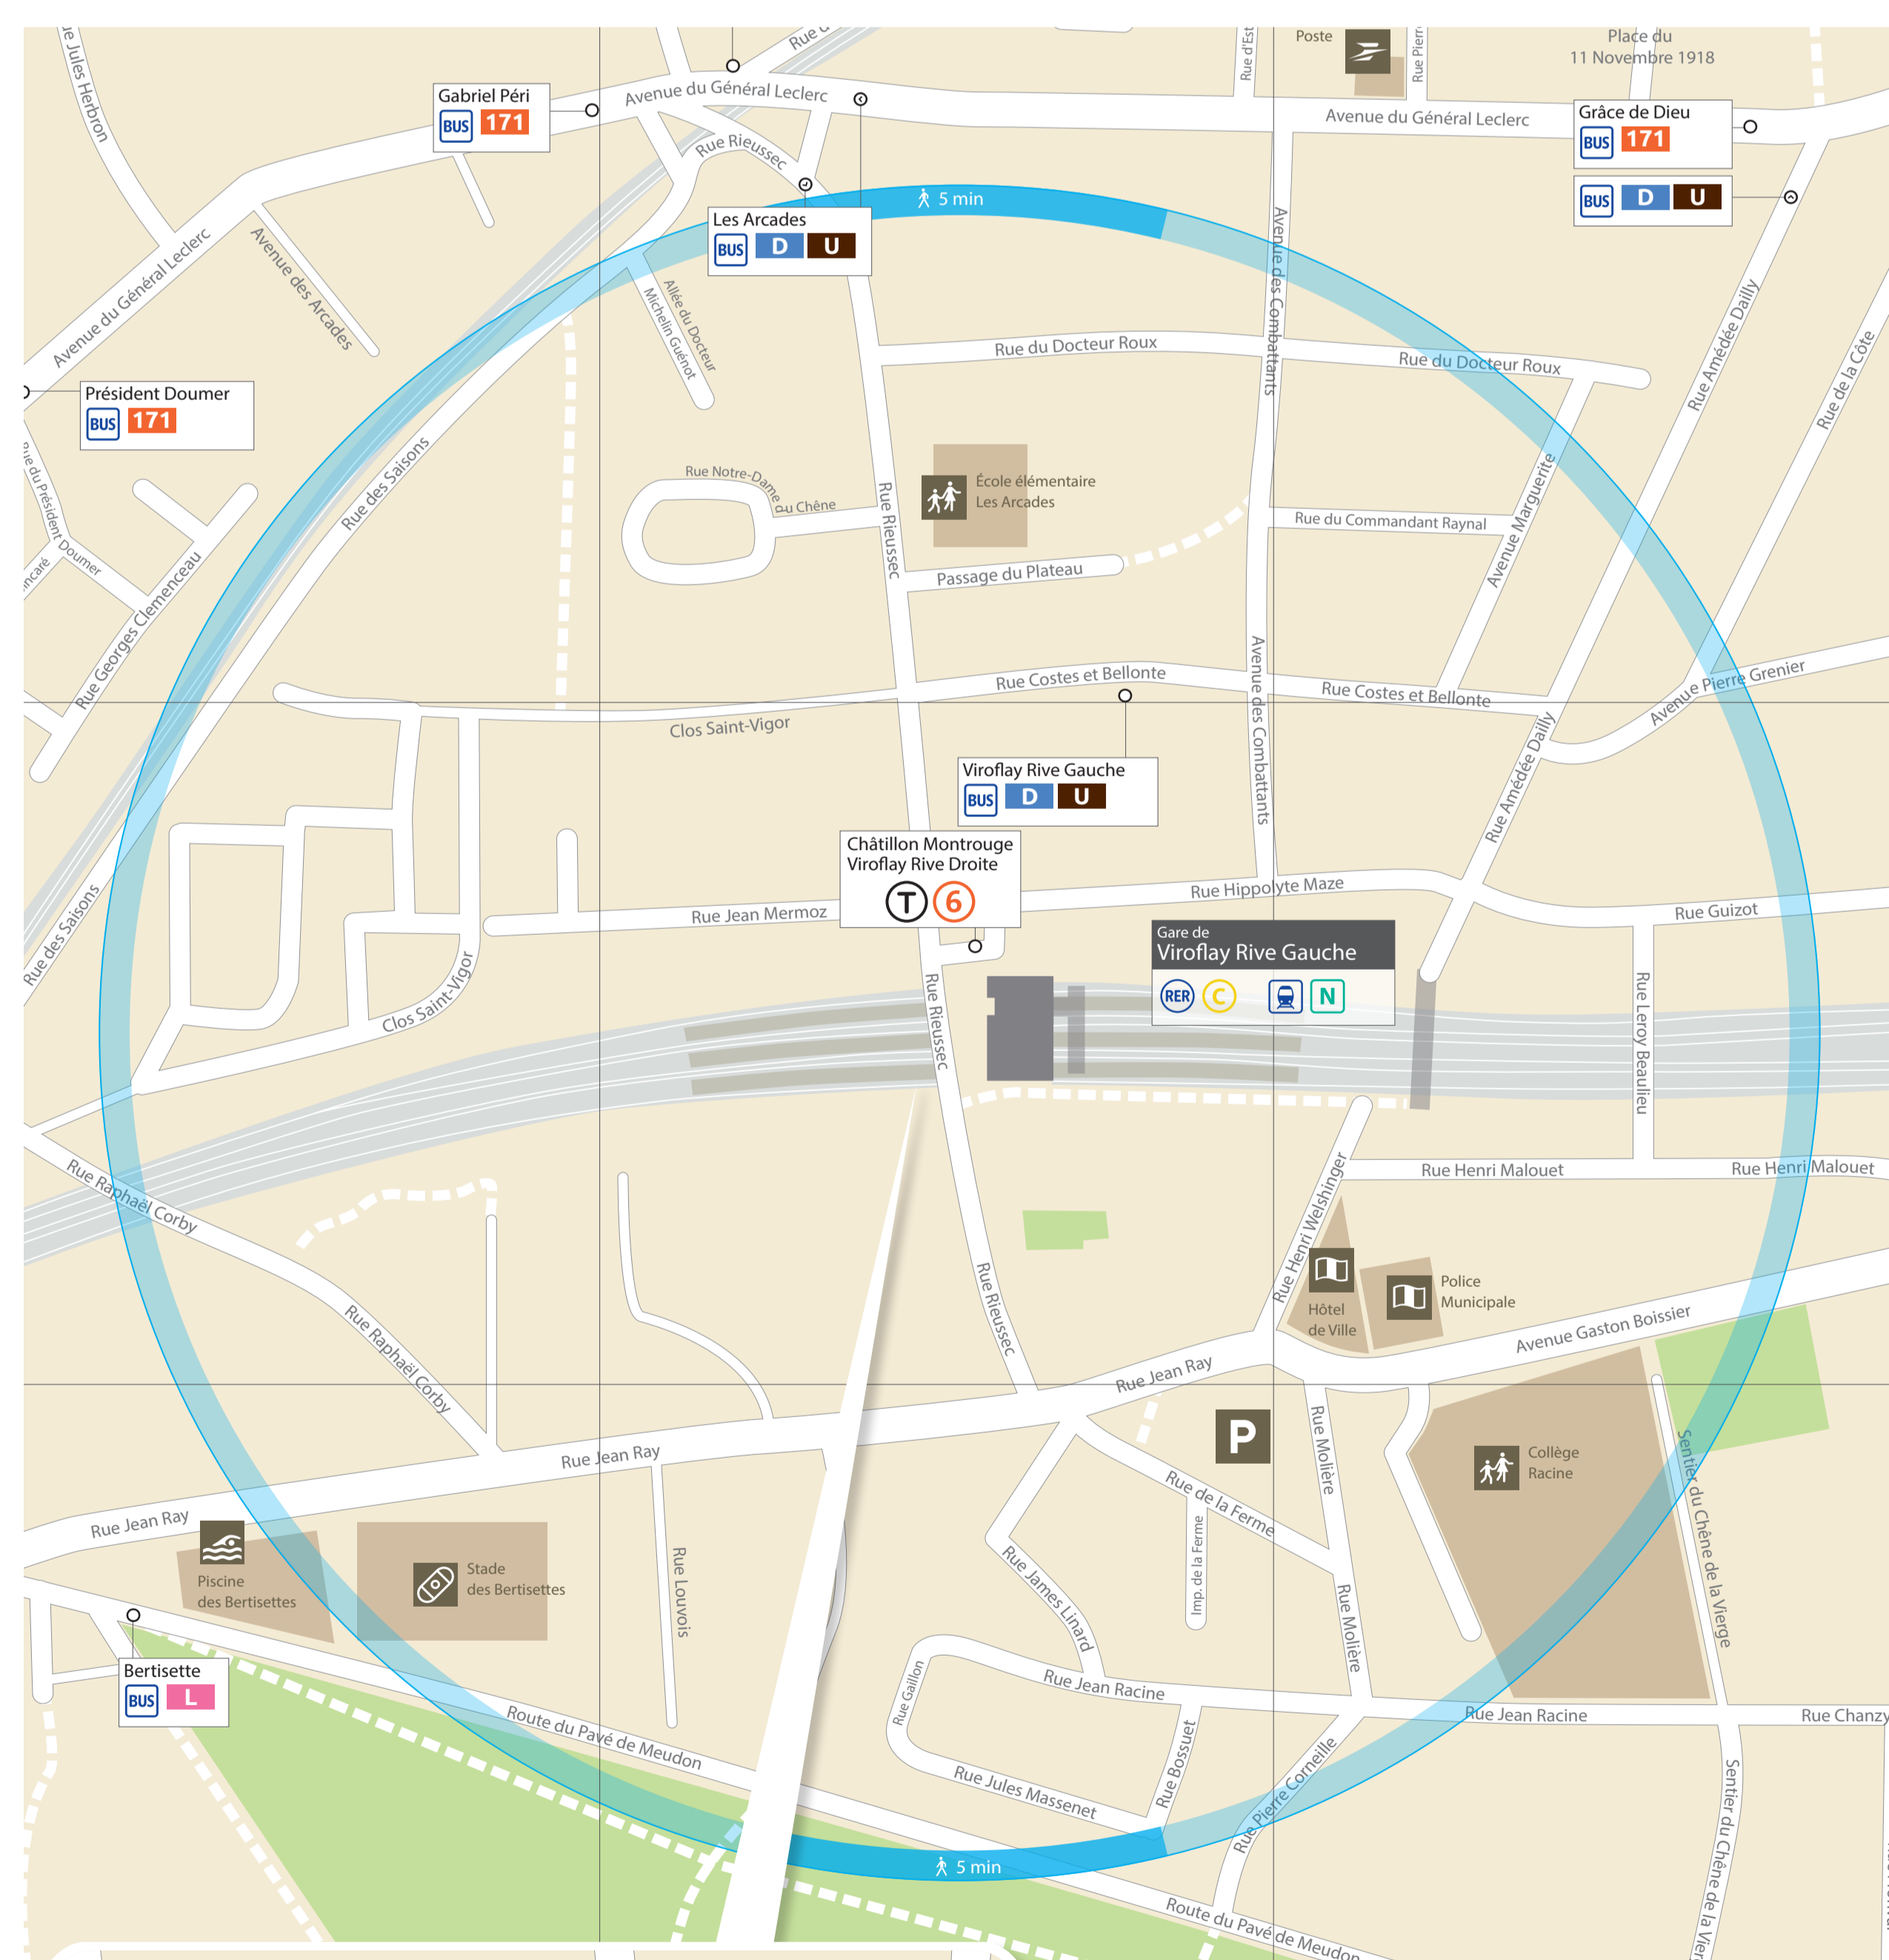 Rue Jules Herbron
Rue d'Est
Poste
Rue Pierre
Place du
11 Novembre 1918
Gabriel Péri
BUS 171
Avenue du Général Leclerc
Avenue du Général Leclerc
Grâce de Dieu
BUS 171
BUS D U
Rue Rieussec
5 min
Les Arcades
BUS D U
Avenue du Général Leclerc
Avenue des Arcades
Allée du Docteur
Michelin Guénot
Avenue des Combattants
Rue du Docteur Roux
Rue du Docteur Roux
Rue Amédée Dailly
Rue de la Côte
Président Doumer
BUS 171
Rue du Président Doumer
Rue des Saisons
Rue Notre-Dame du Chêne
Rue Rieussec
École élémentaire
Les Arcades
Rue du Commandant Raynal
Avenue Marguerite
Passage du Plateau
Rue Georges Clemenceau
Rue Costes et Bellonte
Rue Costes et Bellonte
Avenue Pierre Grenier
Clos Saint-Vigor
Avenue des Combattants
Viroflay Rive Gauche
BUS D U
Rue Amédée Dailly
Châtillon Montrouge
Viroflay Rive Droite
T 6
Rue Jean Mermoz
Rue Hippolyte Maze
Rue Guizot
Rue des Saisons
Clos Saint-Vigor
Rue Rieussec
Gare de
Viroflay Rive Gauche
RER C N
Rue Leroy Beaulieu
Rue Raphaël Corby
Rue Henri Malouet
Rue Henri Malouet
Rue Henri Welshinger
Rue Rieussec
Hôtel
de Ville
Police
Municipale
Avenue Gaston Boissier
Rue Raphaël Corby
Rue Jean Ray
Rue Jean Ray
Rue Jean Ray
P
Rue Molière
Collège
Racine
Sentier du Chêne de la Vierge
Rue de la Ferme
Imp. de la Ferme
Piscine
des Bertisettes
Stade
des Bertisettes
Rue Louvois
Rue James Linard
Rue Molière
Bertisette
BUS L
Rue Gaillon
Rue Jean Racine
Rue Jean Racine
Rue Chanzy
Route du Pavé de Meudon
Rue Jules Massenet
Rue Bossuet
Rue Pierre Corneille
Sentier du Chêne de la Vier
5 min
Route du Pavé de Meudon